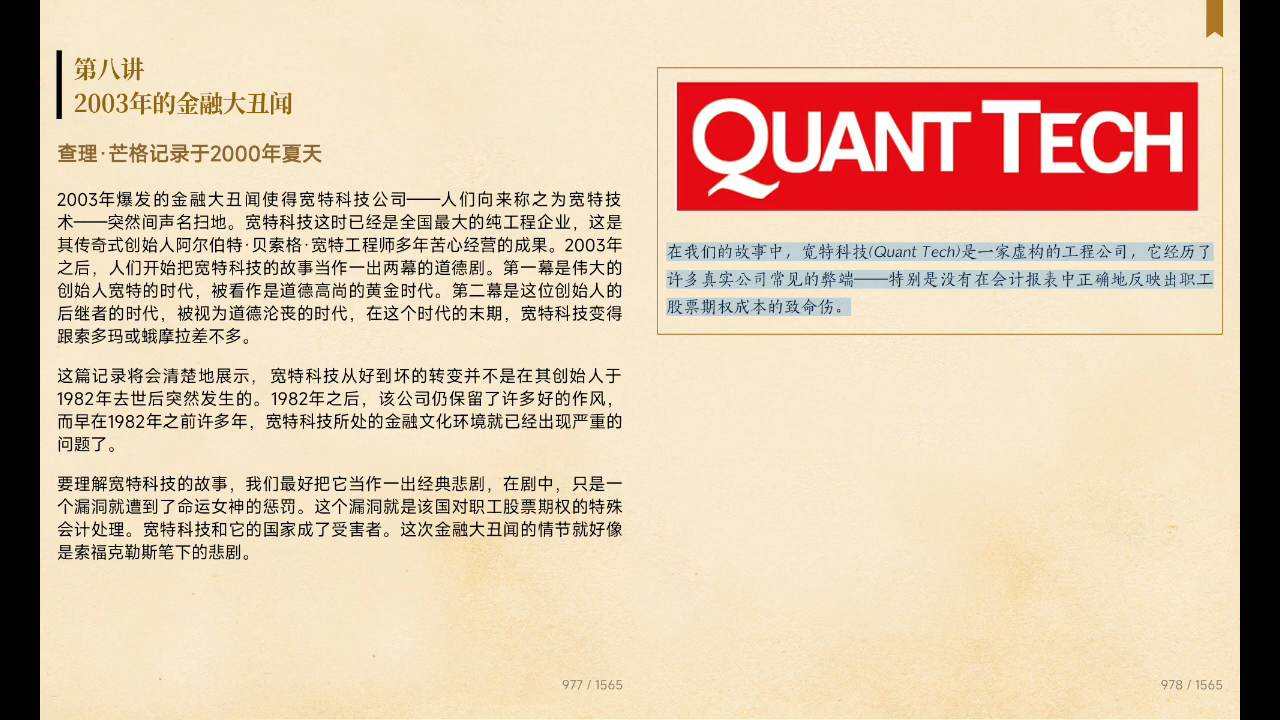 第八讲
2003年的金融大丑闻
查理·芒格记录于2000年夏天
2003年爆发的金融大丑闻使得宽特科技公司——人们向来称之为宽特技
术——突然间声名扫地。宽特科技这时已经是全国最大的纯工程企业，这是
其传奇式创始人阿尔伯特·贝索格·宽特工程师多年苦心经营的成果。2003年
之后，人们开始把宽特科技的故事当作一出两幕的道德剧。第一幕是伟大的
创始人宽特的时代，被看作是道德高尚的黄金时代。第二幕是这位创始人的
后继者的时代，被视为道德沦丧的时代，在这个时代的末期，宽特科技变得
跟索多玛或蛾摩拉差不多。
这篇记录将会清楚地展示，宽特科技从好到坏的转变并不是在其创始人于
1982年去世后突然发生的。1982年之后，该公司仍保留了许多好的作风，
而早在1982年之前许多年，宽特科技所处的金融文化环境就已经出现严重的
问题了。
要理解宽特科技的故事，我们最好把它当作一出经典悲剧，在剧中，只是一
个漏洞就遭到了命运女神的惩罚。这个漏洞就是该国对职工股票期权的特殊
会计处理。宽特科技和它的国家成了受害者。这次金融大丑闻的情节就好像
是索福克勒斯笔下的悲剧。
977 / 1565
QUANT TECH
在我们的故事中，宽特科技(Quant Tech)是一家虚构的工程公司，它经历了
许多真实公司常见的弊端——特别是没有在会计报表中正确地反映出职工
股票期权成本的致命伤。
978 / 1565